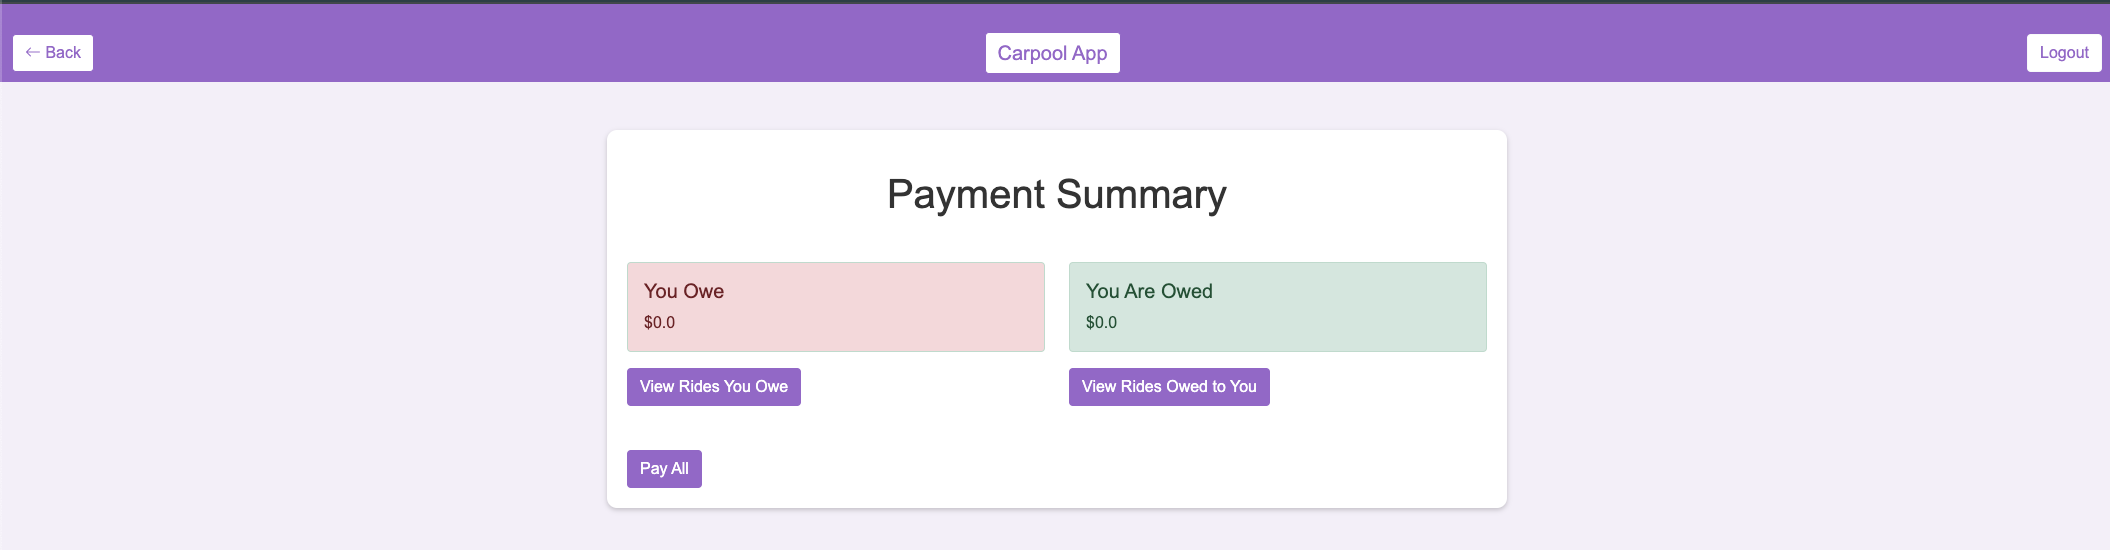 ← Back
Carpool App
Logout
Payment Summary
You Owe
$0.0
You Are Owed
$0.0
View Rides You Owe
View Rides Owed to You
Pay All